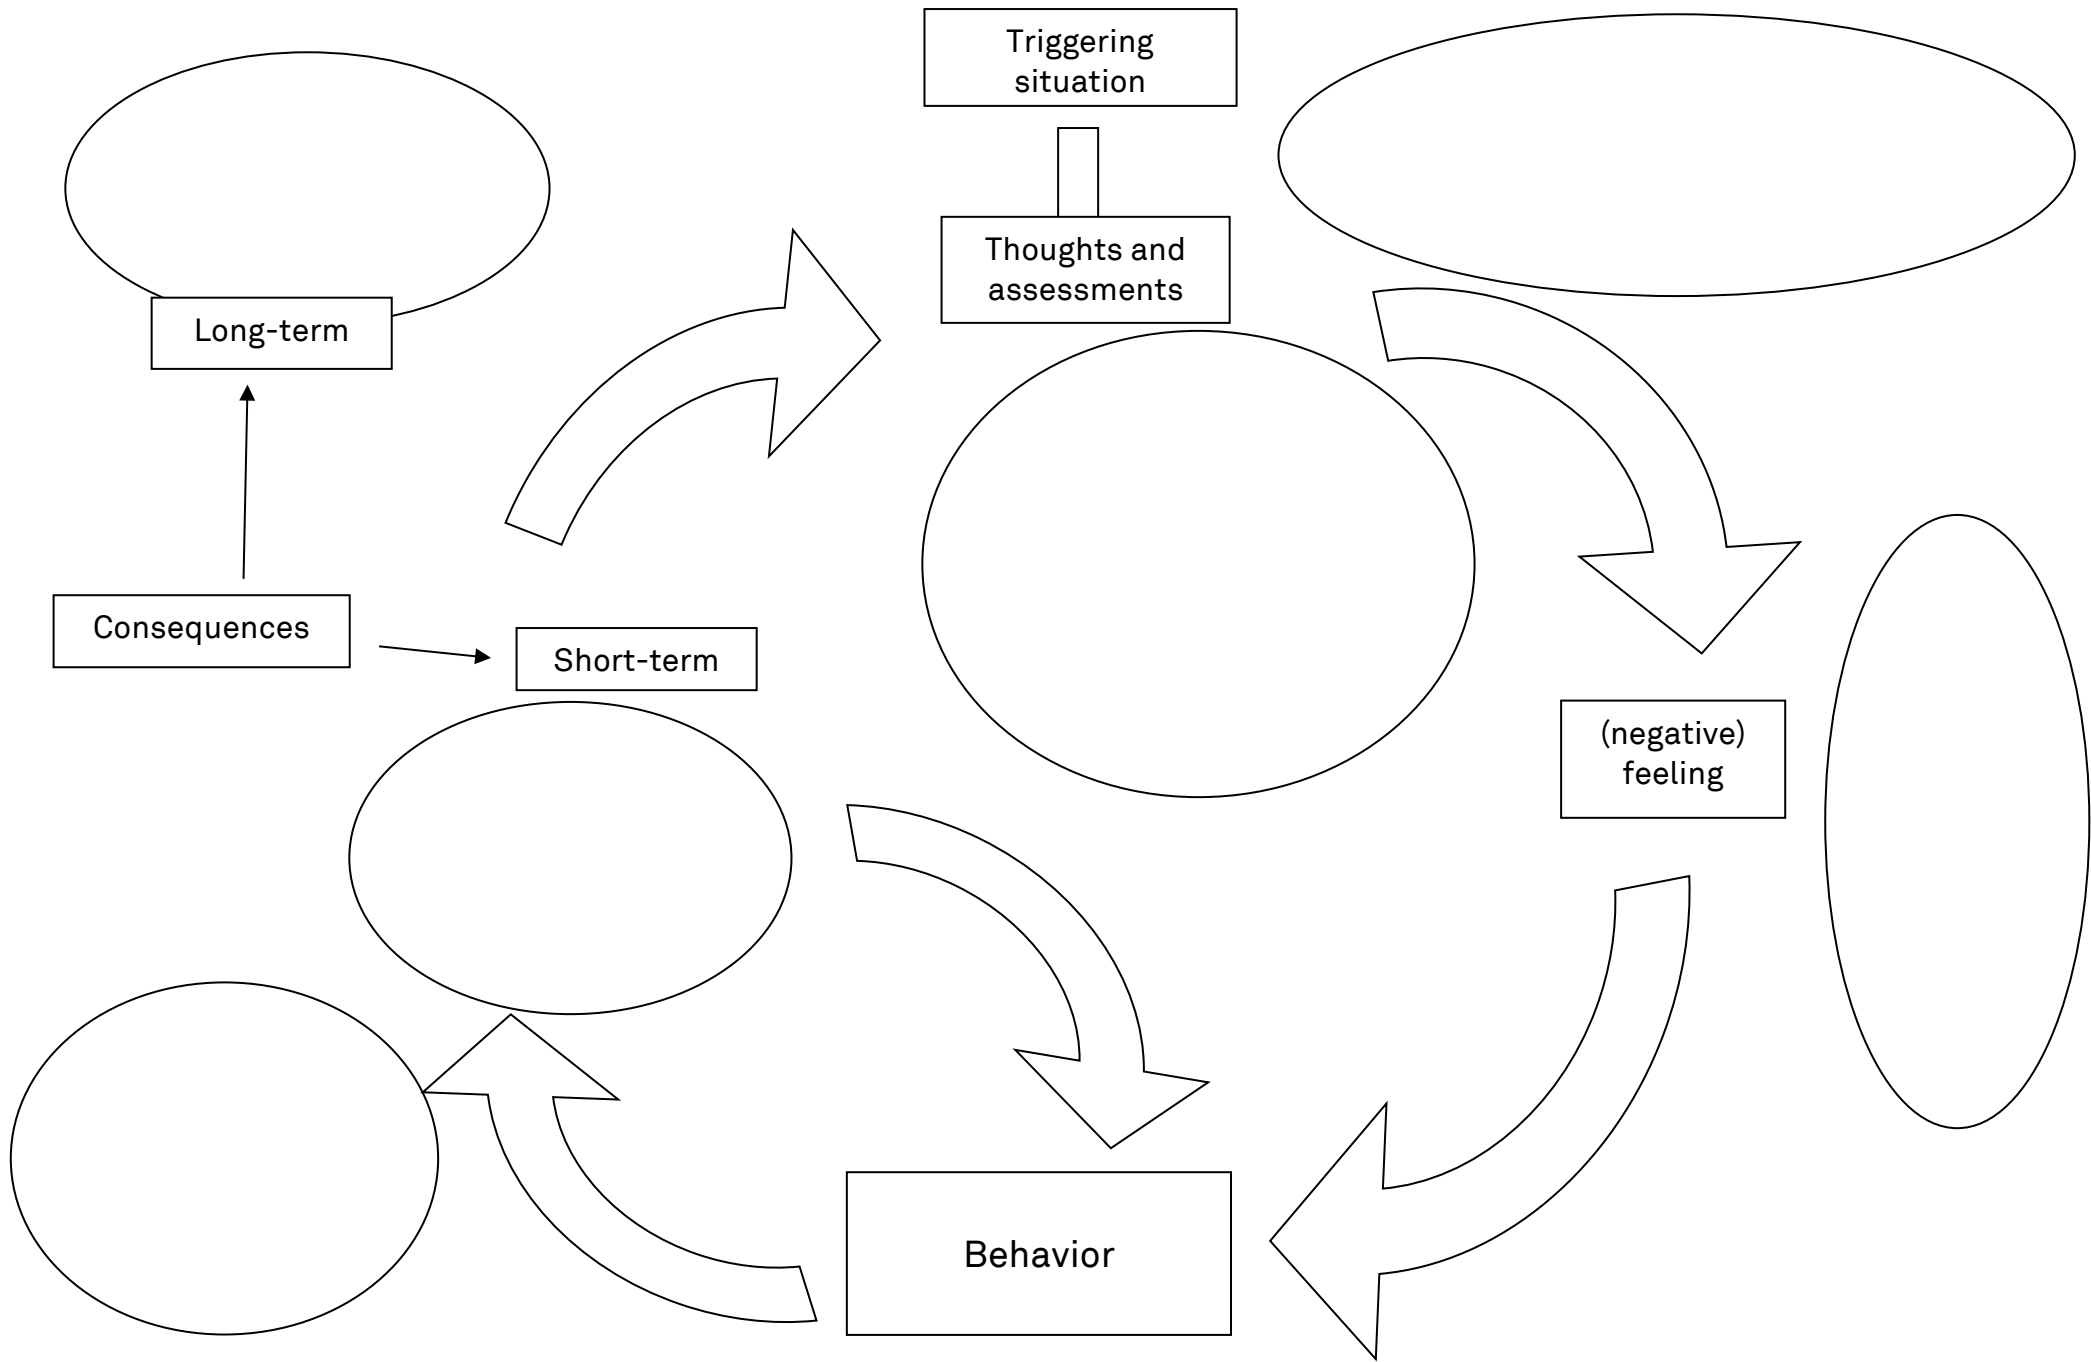 Triggering
situation
Thoughts and
assessments
Long-term
Consequences
Short-term
(negative)
feeling
Behavior